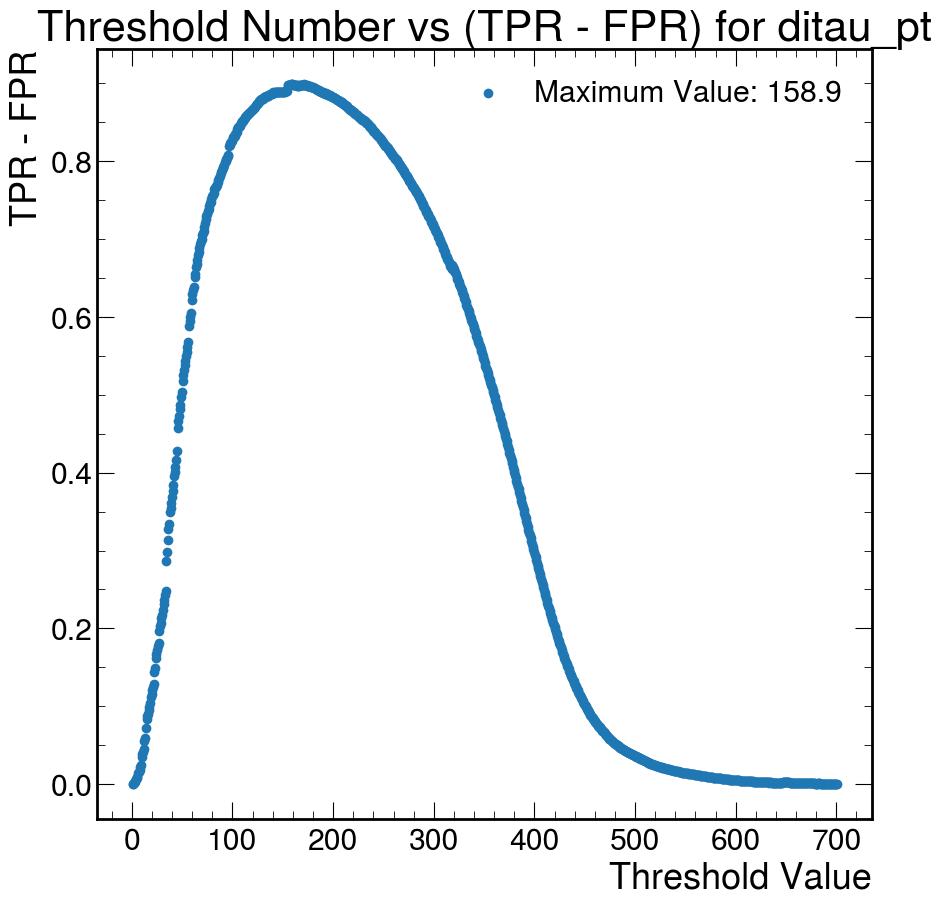 Threshold Number vs (TPR - FPR) for ditau_pt
TPR - FPR
Maximum Value: 158.9
0.8
0.6
0.4
0.2
0.0
0 100 200 300 400 500 600 700
Threshold Value